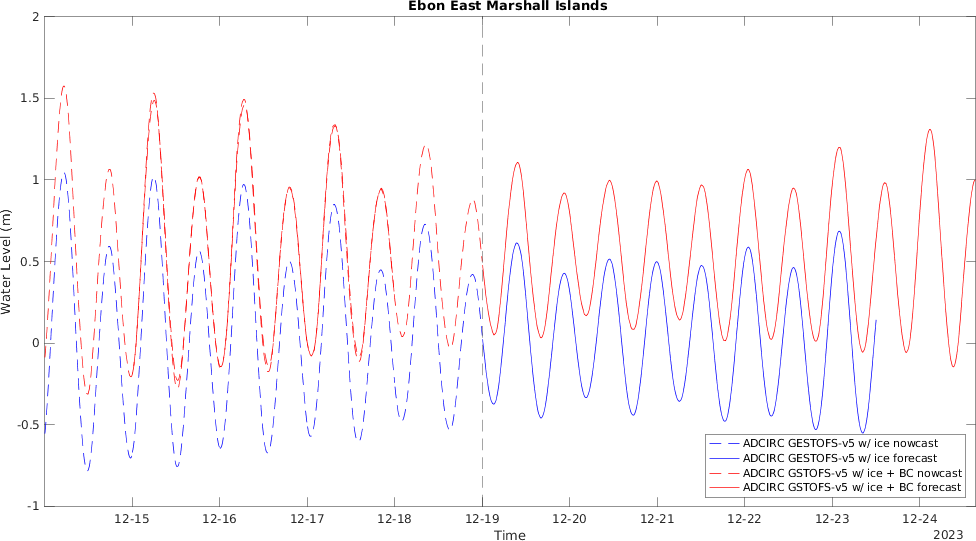 Ebon East Marshall Islands
2
1.5
1
0.5
0
-0.5
-1
Water Level (m)
12-15
12-16
12-17
12-18
12-19
12-20
12-21
12-22
12-23
12-24
Time
2023
ADCIRC GESTOFS-v5 w/ ice nowcast
ADCIRC GESTOFS-v5 w/ ice forecast
ADCIRC GSTOFS-v5 w/ ice + BC nowcast
ADCIRC GSTOFS-v5 w/ ice + BC forecast